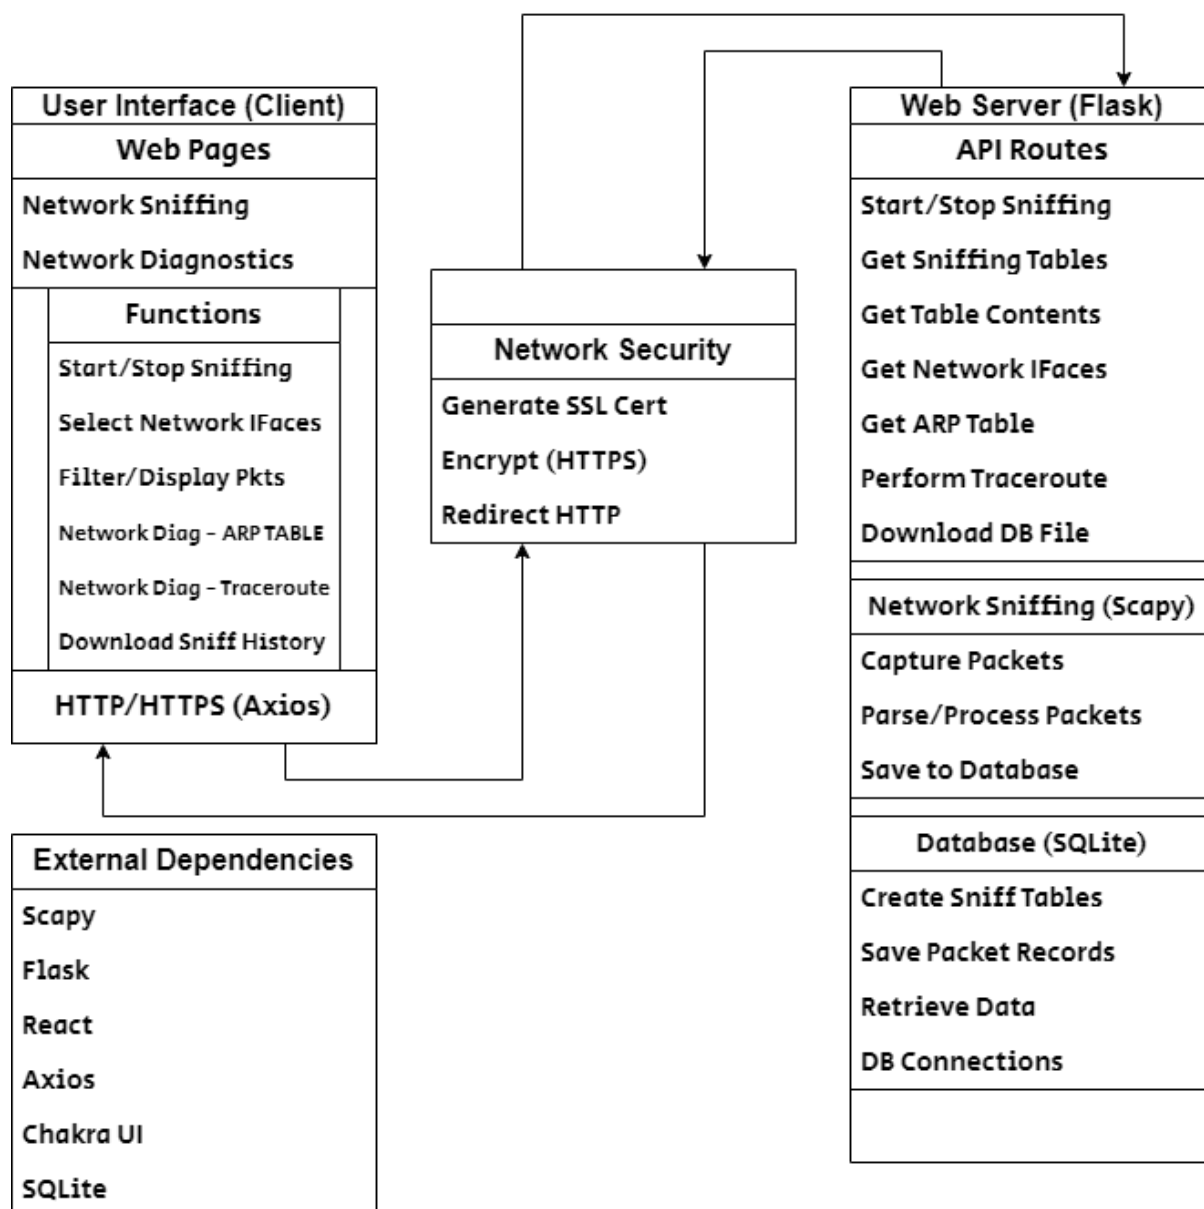 User Interface (Client)
Web Pages
Network Sniffing
Network Diagnostics
Functions
Start/Stop Sniffing
Select Network IFaces
Filter/Display Pkts
Network Diag - ARP TABLE
Network Diag - Traceroute
Download Sniff History
HTTP/HTTPS (Axios)
External Dependencies
Scapy
Flask
React
Axios
Chakra UI
SQLite
Network Security
Generate SSL Cert
Encrypt (HTTPS)
Redirect HTTP
Web Server (Flask)
API Routes
Start/Stop Sniffing
Get Sniffing Tables
Get Table Contents
Get Network IFaces
Get ARP Table
Perform Traceroute
Download DB File
Network Sniffing (Scapy)
Capture Packets
Parse/Process Packets
Save to Database
Database (SQLite)
Create Sniff Tables
Save Packet Records
Retrieve Data
DB Connections